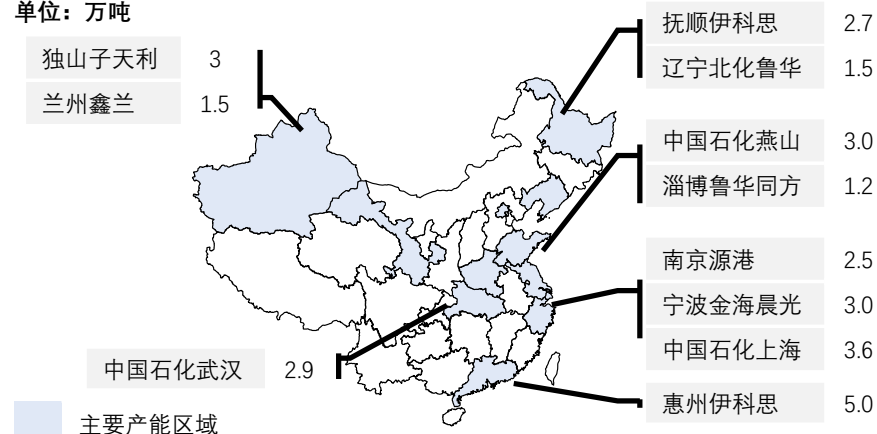 单位：万吨
独山子天利 3
兰州鑫兰 1.5
抚顺伊科思 2.7
辽宁北化鲁华 1.5
中国石化燕山 3.0
淄博鲁华同方 1.2
南京源港 2.5
宁波金海晨光 3.0
中国石化上海 3.6
中国石化武汉 2.9
惠州伊科思 5.0
主要产能区域